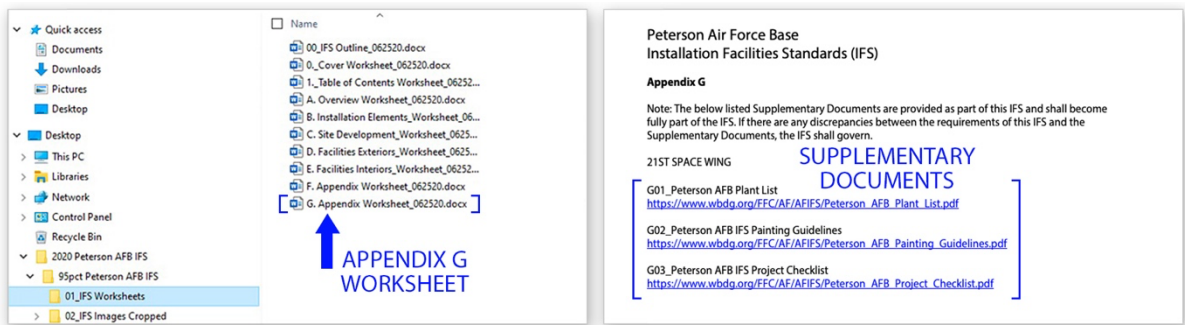 Quick access
Documents
Downloads
Pictures
Desktop
Desktop
This PC
Libraries
Network
Control Panel
Recycle Bin
2020 Peterson AFB IFS
95pct Peterson AFB IFS
01_IFS Worksheets
02_IFS Images Cropped
Name
00_IFS Outline_062520.docx
0._Cover Worksheet_062520.docx
1._Table of Contents Worksheet_06252...
A. Overview Worksheet_062520.docx
B. Installation Elements_Worksheet_06...
C. Site Development_Worksheet_0625...
D. Facilities Exteriors_Worksheet_0625...
E. Facilities Interiors_Worksheet_06252...
F. Appendix Worksheet_062520.docx
G. Appendix Worksheet_062520.docx
APPENDIX G
WORKSHEET
Peterson Air Force Base
Installation Facilities Standards (IFS)
Appendix G
Note: The below listed Supplementary Documents are provided as part of this IFS and shall become
fully part of the IFS. If there are any discrepancies between the requirements of this IFS and the
Supplementary Documents, the IFS shall govern.
21ST SPACE WING
SUPPLEMENTARY
DOCUMENTS
G01_Peterson AFB Plant List
https://www.wbdg.org/FFC/AF/AFIFS/Peterson_AFB_Plant_List.pdf
G02_Peterson AFB IFS Painting Guidelines
https://www.wbdg.org/FFC/AF/AFIFS/Peterson_AFB_Painting_Guidelines.pdf
G03_Peterson AFB IFS Project Checklist
https://www.wbdg.org/FFC/AF/AFIFS/Peterson_AFB_Project_Checklist.pdf